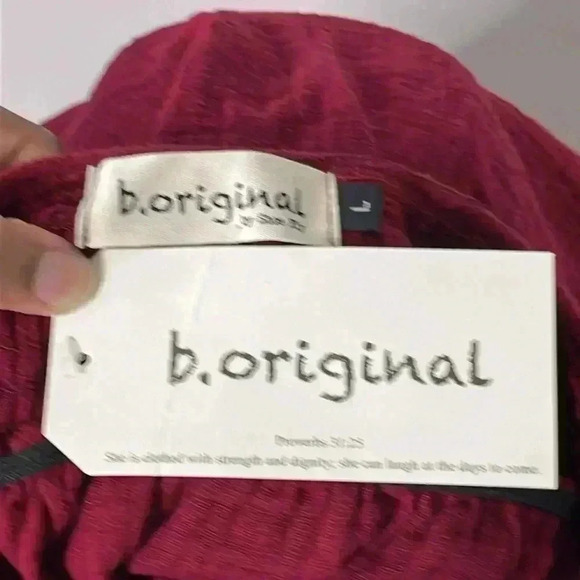 b.original
by
L
b.original
Proverbs 31:25
She is clothed with strength and dignity; she can laugh at the days to come.